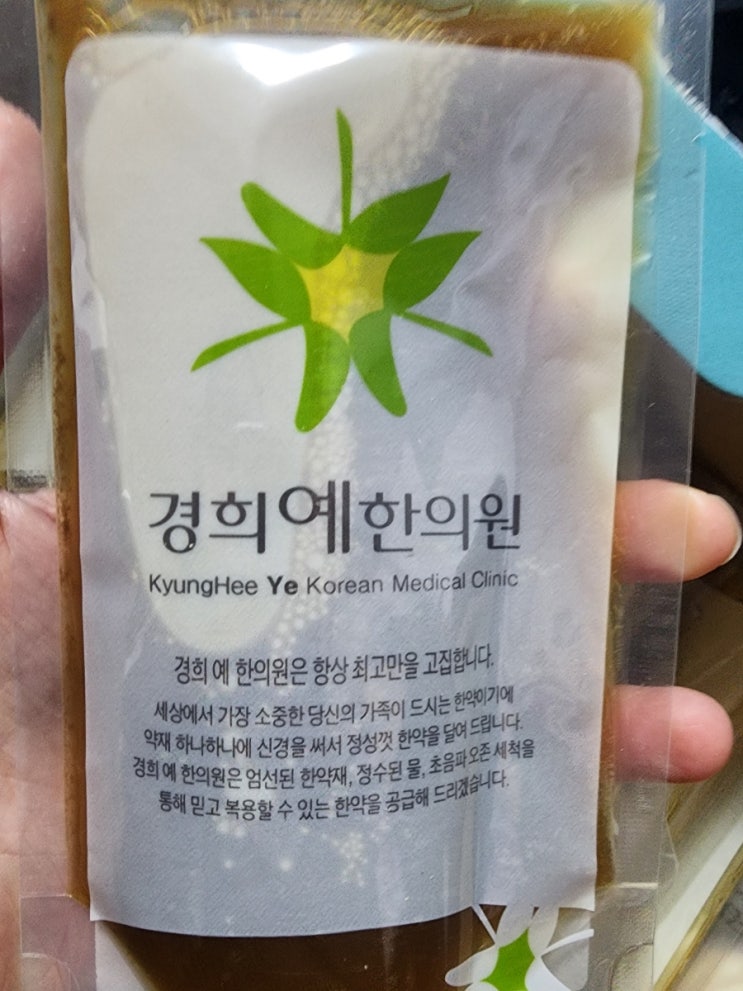 경희예한의원
KyungHee Ye Korean Medical Clinic
경희 예 한의원은 항상 최고만을 고집합니다.
세상에서 가장 소중한 당신의 가족이 드시는 한약이기에
약재 하나하나에 신경을 써서 정성껏 한약을 달여 드립니다.
경희 예 한의원은 엄선된 한약재, 정수된 물, 초음파 오존 세척을
통해 믿고 복용할 수 있는 한약을 공급해 드리겠습니다.